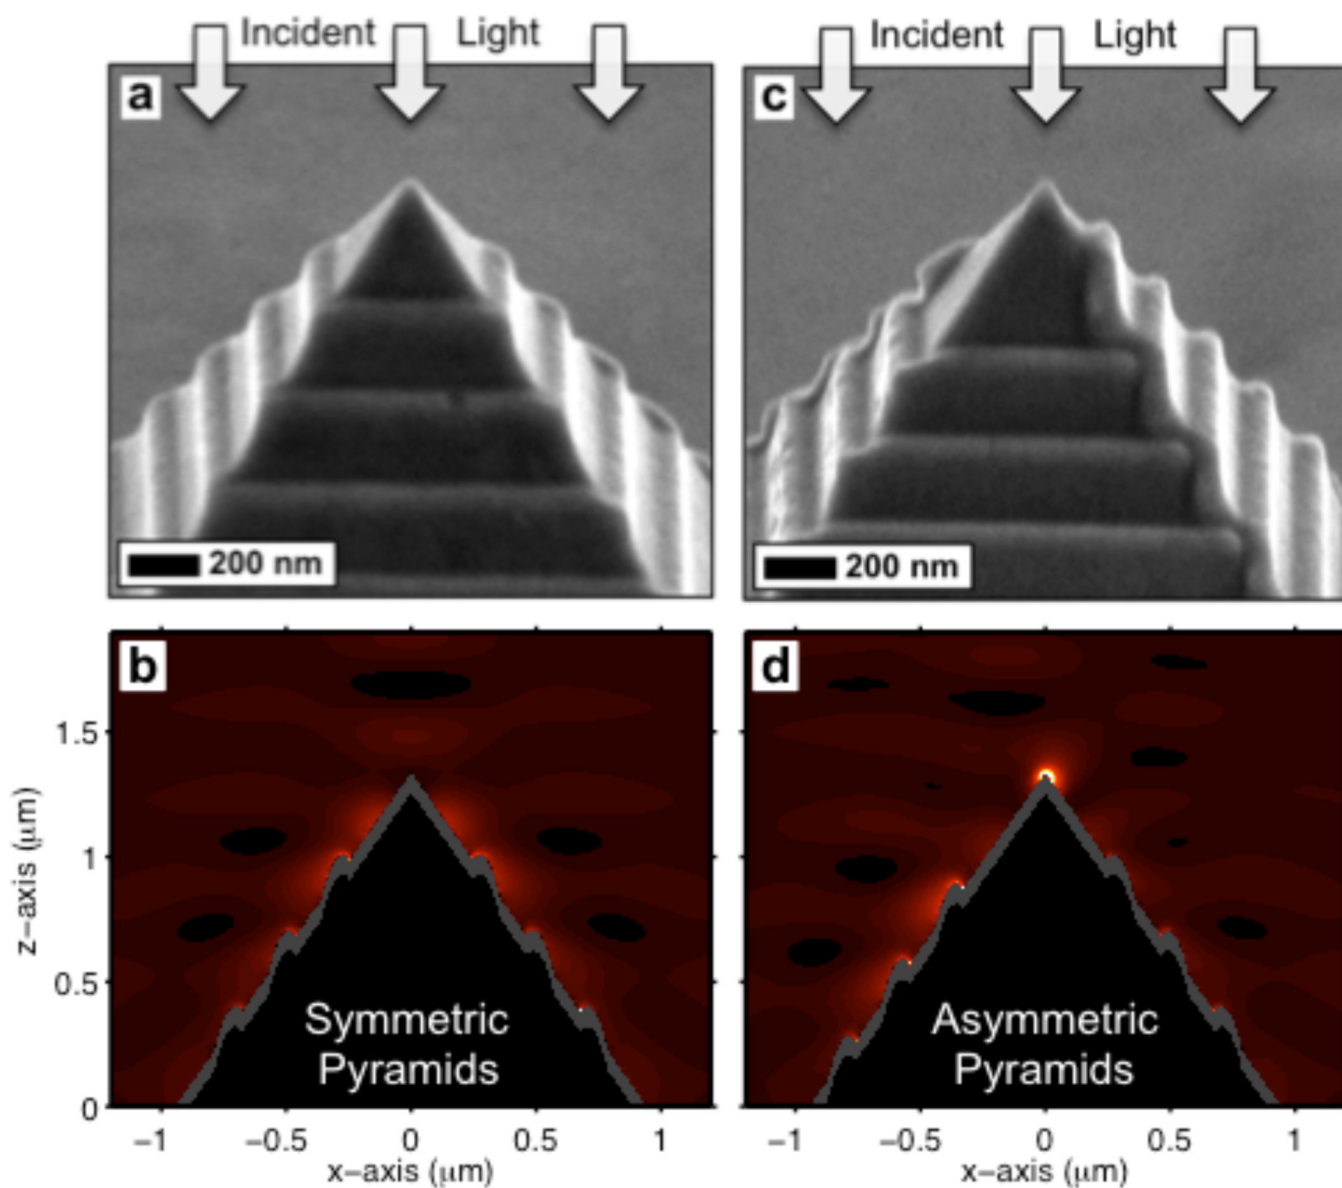 Incident Light
Incident Light
a
c
200 nm
200 nm
b
d
1.5
1
0.5
0
z-axis (μm)
Symmetric
Pyramids
Asymmetric
Pyramids
−1 −0.5 0 0.5 1
−1 −0.5 0 0.5 1
x-axis (μm)
x-axis (μm)